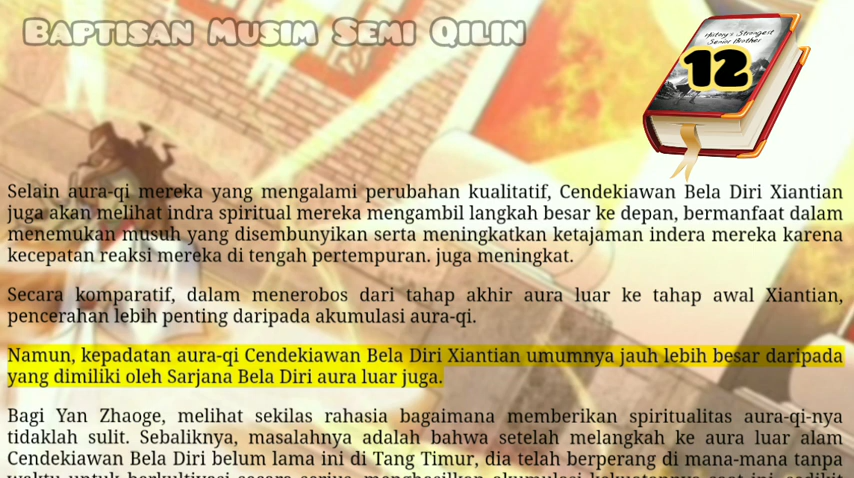 Baptisan Musim Semi Qilin
History's Strongest
Senior Brother
12
Selain aura-qi mereka yang mengalami perubahan kualitatif, Cendekiawan Bela Diri Xiantian
juga akan melihat indra spiritual mereka mengambil langkah besar ke depan, bermanfaat dalam
menemukan musuh yang disembunyikan serta meningkatkan ketajaman indera mereka karena
kecepatan reaksi mereka di tengah pertempuran. juga meningkat.
Secara komparatif, dalam menerobos dari tahap akhir aura luar ke tahap awal Xiantian,
pencerahan lebih penting daripada akumulasi aura-qi.
Namun, kepadatan aura-qi Cendekiawan Bela Diri Xiantian umumnya jauh lebih besar daripada
yang dimiliki oleh Sarjana Bela Diri aura luar juga.
Bagi Yan Zhaoge, melihat sekilas rahasia bagaimana memberikan spiritualitas aura-qi-nya
tidaklah sulit. Sebaliknya, masalahnya adalah bahwa setelah melangkah ke aura luar alam
Cendekiawan Bela Diri belum lama ini di Tang Timur, dia telah berperang di mana-mana tanpa